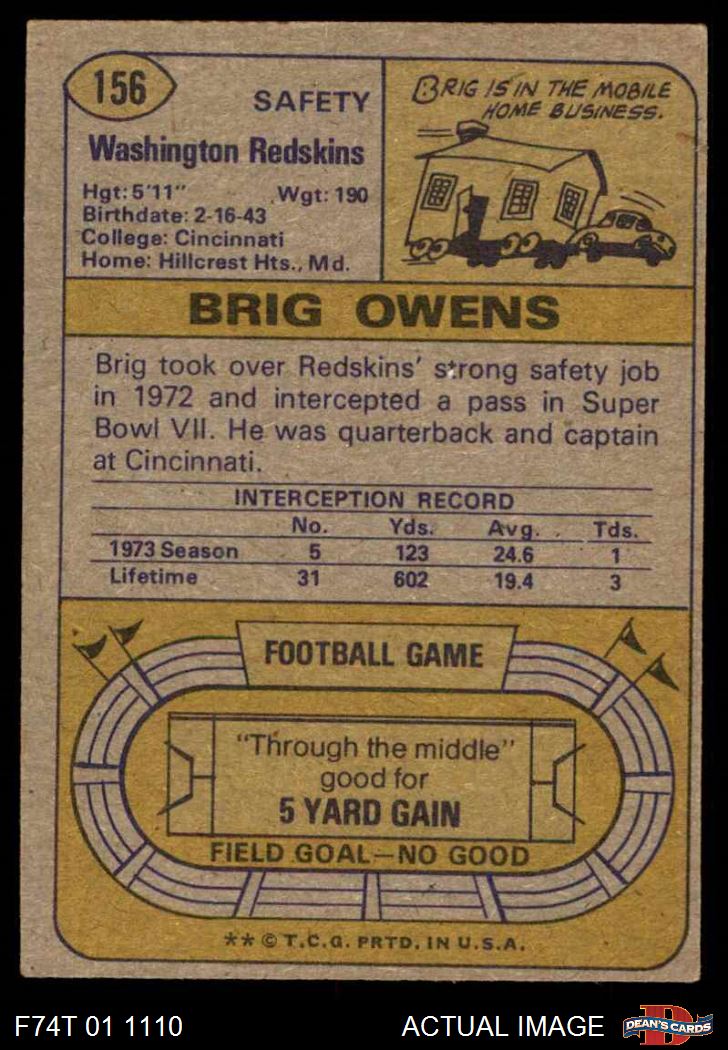 156
SAFETY
Washington Redskins
Hgt: 5'11" Wgt: 190
Birthdate: 2-16-43
College: Cincinnati
Home: Hillcrest Hts., Md.
BRIG IS IN THE MOBILE
HOME BUSINESS.
BRIG OWENS
Brig took over Redskins' strong safety job
in 1972 and intercepted a pass in Super
Bowl VII. He was quarterback and captain
at Cincinnati.
INTERCEPTION RECORD
No. Yds. Avg. Tds.
1973 Season 5 123 24.6 1
Lifetime 31 602 19.4 3
FOOTBALL GAME
"Through the middle"
good for
5 YARD GAIN
FIELD GOAL—NO GOOD
** © T.C.G. PRTD. IN U.S.A.
F74T 01 1110 ACTUAL IMAGE
D
DEAN'S CARDS